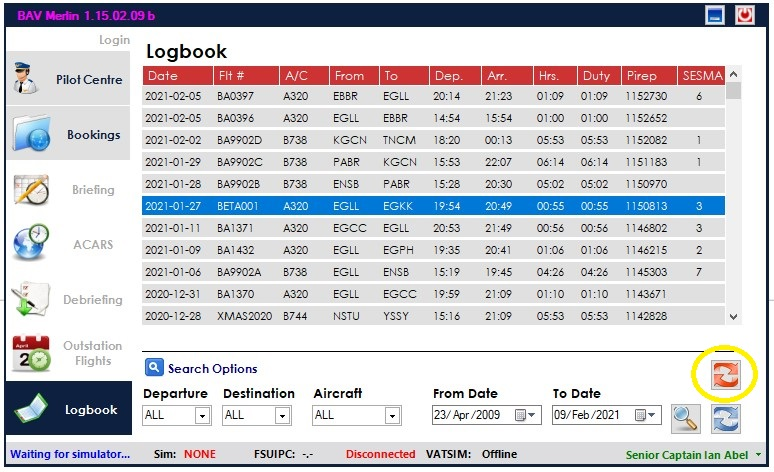 BAV Merlin 1.15.02.09 b
Login
Pilot Centre
Bookings
Briefing
ACARS
Debriefing
April
2
Outstation
Flights
Logbook
Logbook
Date Flt # A/C From To Dep. Arr. Hrs. Duty Pirep SESMA
2021-02-05 BA0397 A320 EBBR EGLL 20:14 21:23 01:09 01:09 1152730 6
2021-02-05 BA0396 A320 EGLL EBBR 14:54 15:54 01:00 01:00 1152652
2021-02-02 BA9902D B738 KGCN TNCM 18:20 00:13 05:53 05:53 1152082 1
2021-01-29 BA9902C B738 PABR KGCN 15:53 22:07 06:14 06:14 1151183 1
2021-01-28 BA9902B B738 ENSB PABR 15:28 20:30 05:02 05:02 1150970
2021-01-27 BETA001 A320 EGLL EGKK 19:54 20:49 00:55 00:55 1150813 3
2021-01-11 BA1371 A320 EGCC EGLL 20:53 21:49 00:56 00:56 1146802 3
2021-01-09 BA1432 A320 EGLL EGPH 19:35 20:41 01:06 01:06 1146215 2
2021-01-06 BA9902A B738 EGLL ENSB 15:19 19:45 04:26 04:26 1145303 7
2020-12-31 BA1370 A320 EGLL EGCC 19:59 21:09 01:10 01:10 1143671
2020-12-28 XMAS2020 B744 NSTU YSSY 15:16 21:09 05:53 05:53 1142828
Search Options
Departure Destination Aircraft From Date To Date
ALL ALL ALL 23/Apr/2009 09/Feb/2021
Waiting for simulator... Sim: NONE FSUIPC: -.- Disconnected VATSIM: Offline Senior Captain Ian Abel